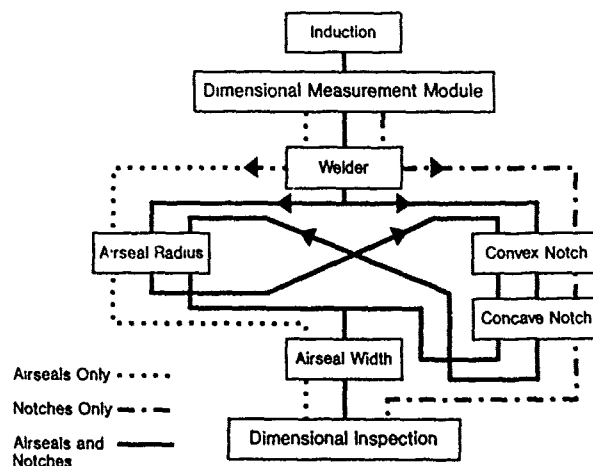 Induction
Dimensional Measurement Module
Welder
Airseal Radius
Convex Notch
Concave Notch
Airseal Width
Dimensional Inspection
Airseals Only
Notches Only
Airseals and
Notches